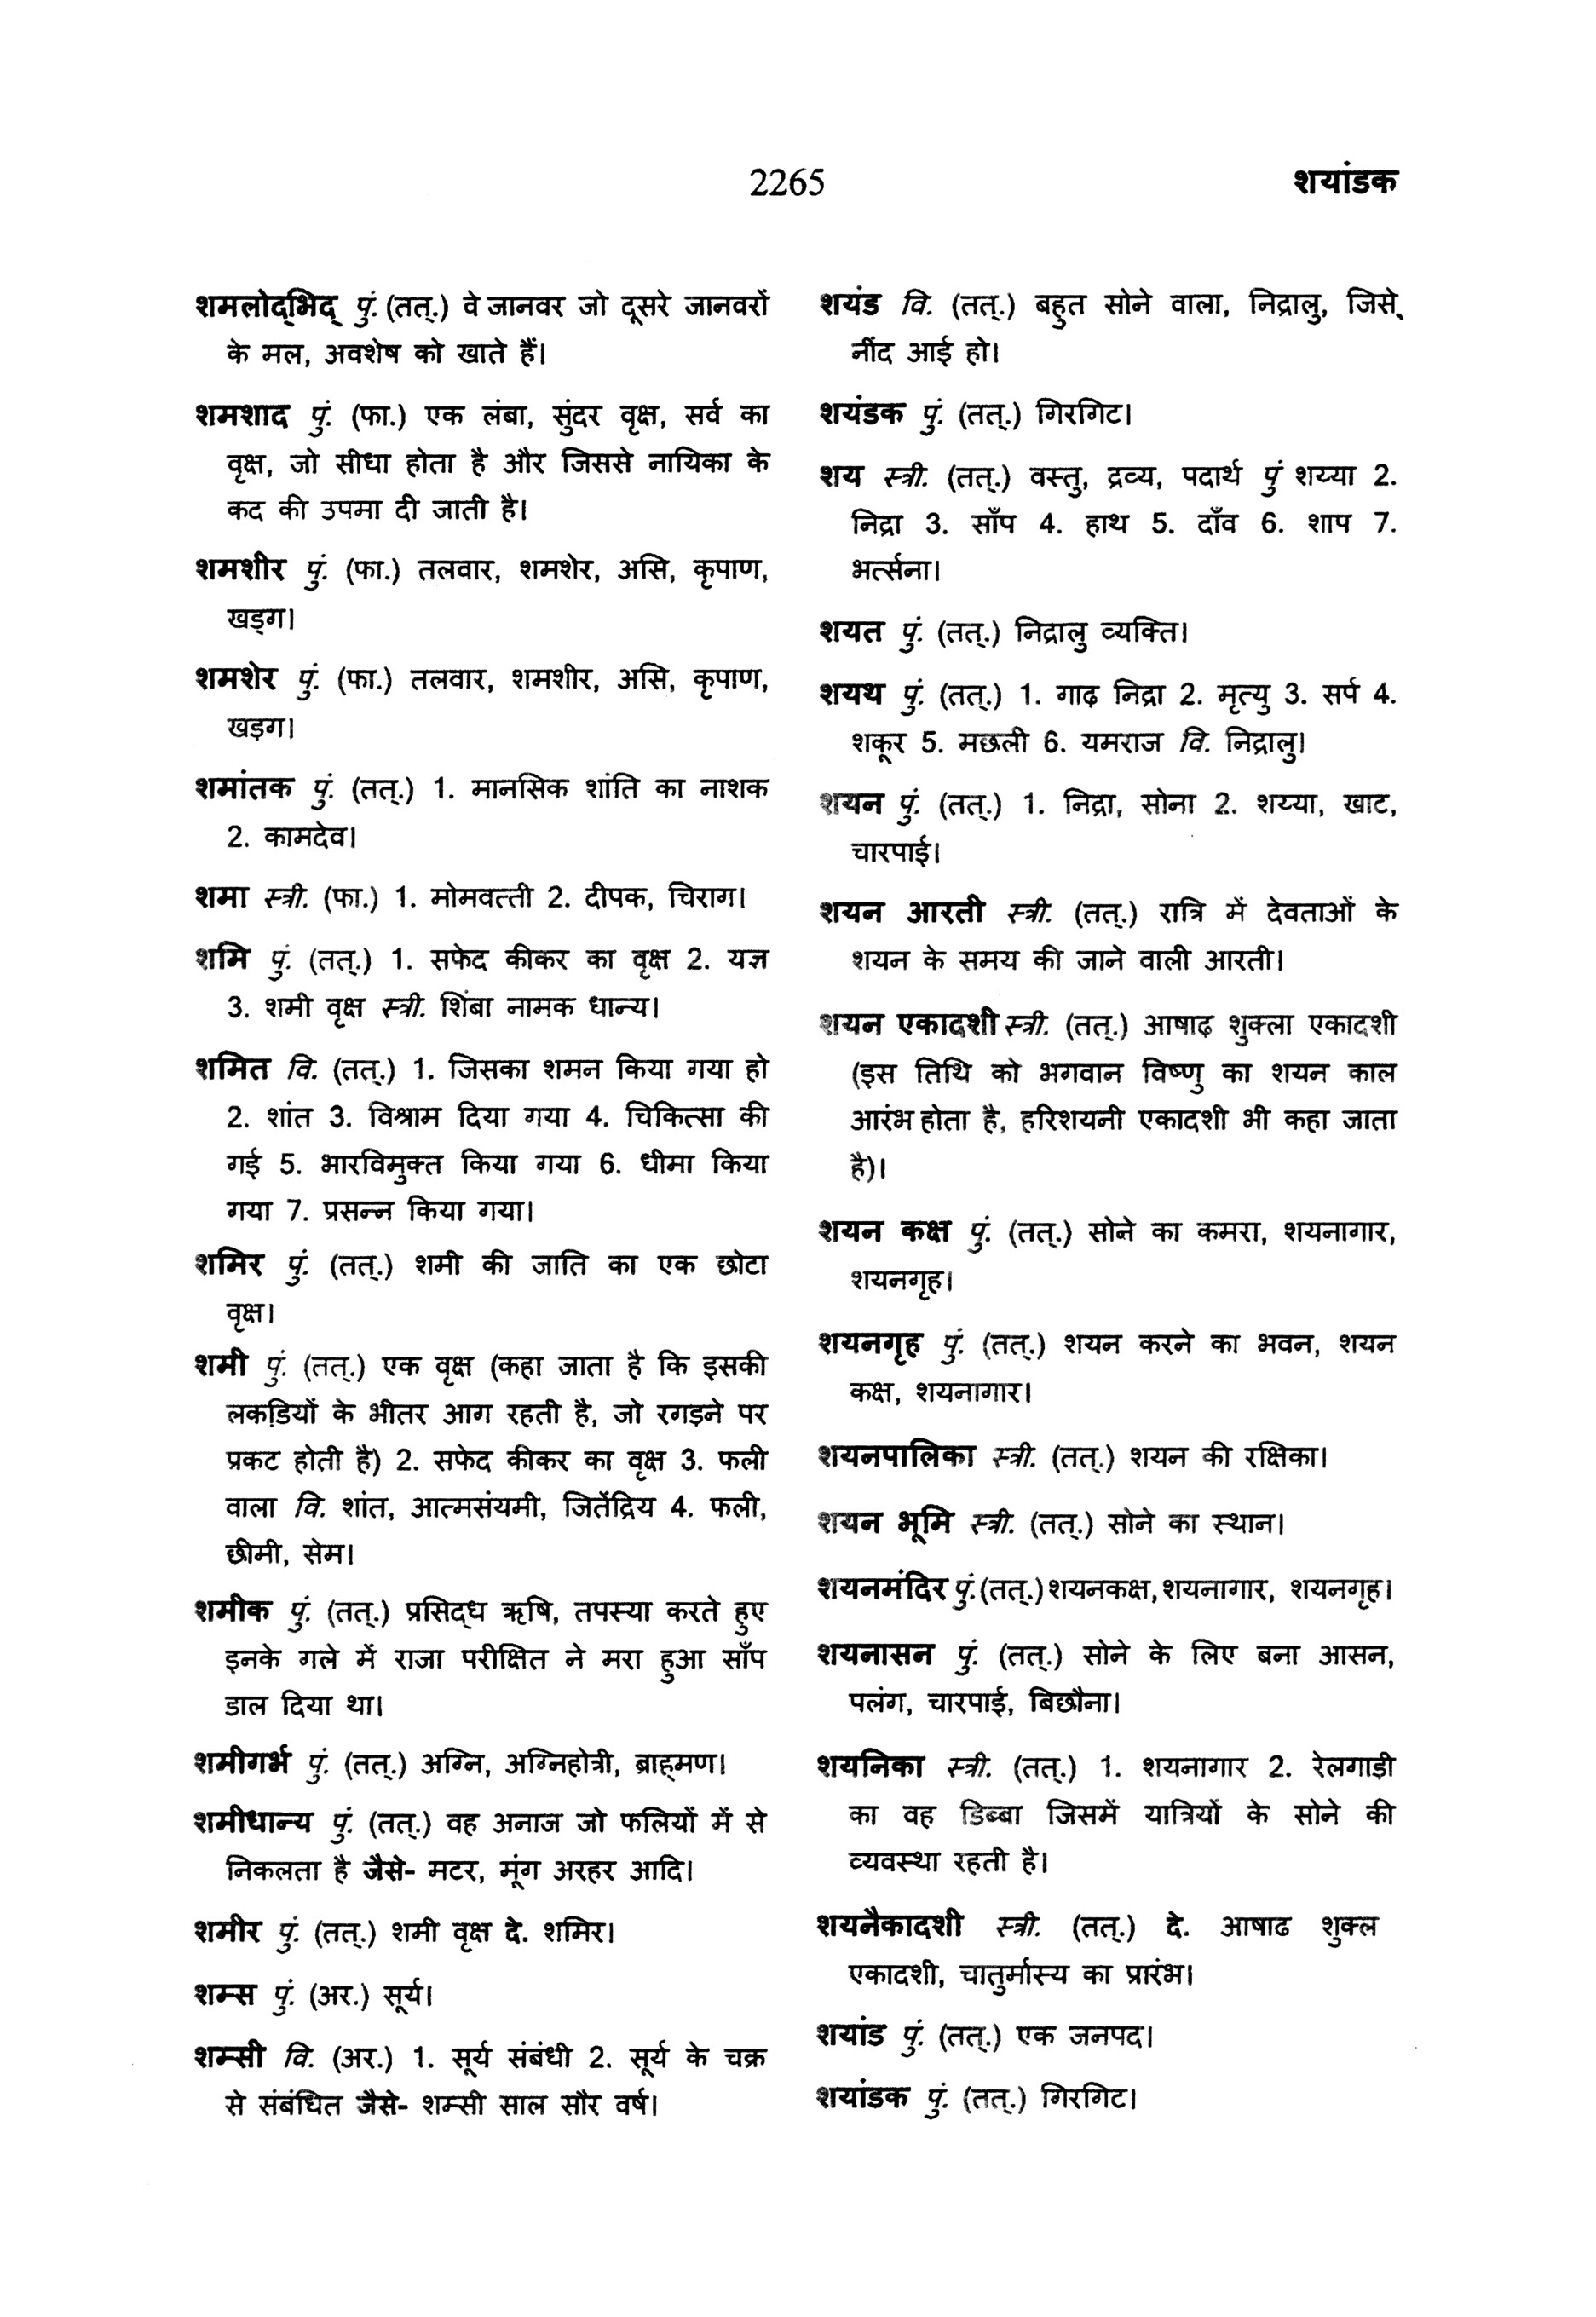 2265
शयांडक
शमलोद्‌भिद् पुं. (तत्.) वे जानवर जो दूसरे जानवरों
के मल, अवशेष को खाते हैं।
शमशाद पुं. (फा.) एक लंबा, सुंदर वृक्ष, सर्व का
वृक्ष, जो सीधा होता है और जिससे नायिका के
कद की उपमा दी जाती है।
शमशीर पुं. (फा.) तलवार, शमशेर, असि, कृपाण,
खड्ग।
शमशेर पुं. (फा.) तलवार, शमशीर, असि, कृपाण,
खड़ग।
शमांतक पुं. (तत्.) 1. मानसिक शांति का नाशक
2. कामदेव।
शमा स्त्री. (फा.) 1. मोमवत्ती 2. दीपक, चिराग।
शमि पुं. (तत्.) 1. सफेद कीकर का वृक्ष 2. यज्ञ
3. शमी वृक्ष स्त्री. शिंबा नामक धान्य।
शमित वि. (तत्.) 1. जिसका शमन किया गया हो
2. शांत 3. विश्राम दिया गया 4. चिकित्सा की
गई 5. भारविमुक्त किया गया 6. धीमा किया
गया 7. प्रसन्न किया गया।
शमिर पुं. (तत्.) शमी की जाति का एक छोटा
वृक्ष।
शमी पुं. (तत्.) एक वृक्ष (कहा जाता है कि इसकी
लकड़ियों के भीतर आग रहती है, जो रगड़ने पर
प्रकट होती है) 2. सफेद कीकर का वृक्ष 3. फली
वाला वि. शांत, आत्मसंयमी, जितेंद्रिय 4. फली,
छीमी, सेम।
शमीक पुं. (तत्.) प्रसिद्‌ध ऋषि, तपस्या करते हुए
इनके गले में राजा परीक्षित ने मरा हुआ साँप
डाल दिया था।
शमीगर्भ पुं. (तत्.) अग्नि, अग्निहोत्री, ब्राह्‌मण।
शमीधान्य पुं. (तत्.) वह अनाज जो फलियों में से
निकलता है जैसे- मटर, मूंग अरहर आदि।
शमीर पुं. (तत्.) शमी वृक्ष दे. शमिर।
शम्स पुं. (अर.) सूर्य।
शम्सी वि. (अर.) 1. सूर्य संबंधी 2. सूर्य के चक्र
से संबंधित जैसे- शम्सी साल सौर वर्ष।
शयंड वि. (तत्.) बहुत सोने वाला, निद्रालु, जिसे
नींद आई हो।
शयंडक पुं. (तत्.) गिरगिट।
शय स्त्री. (तत्.) वस्तु, द्रव्य, पदार्थ पुं शय्या 2.
निद्रा 3. साँप 4. हाथ 5. दाँव 6. शाप 7.
भर्त्सना।
शयत पुं. (तत्.) निद्रालु व्यक्ति।
शयथ पुं. (तत्.) 1. गाढ़ निद्रा 2. मृत्यु 3. सर्प 4.
शकूर 5. मछली 6. यमराज वि. निद्रालु।
शयन पुं. (तत्.) 1. निद्रा, सोना 2. शय्या, खाट,
चारपाई।
शयन आरती स्त्री. (तत्.) रात्रि में देवताओं के
शयन के समय की जाने वाली आरती।
शयन एकादशी स्त्री. (तत्.) आषाढ़ शुक्ला एकादशी
(इस तिथि को भगवान विष्णु का शयन काल
आरंभ होता है, हरिशयनी एकादशी भी कहा जाता
है)।
शयन कक्ष पुं. (तत्.) सोने का कमरा, शयनागार,
शयनगृह।
शयनगृह पुं. (तत्.) शयन करने का भवन, शयन
कक्ष, शयनागार।
शयनपालिका स्त्री. (तत्.) शयन की रक्षिका।
शयन भूमि स्त्री. (तत्.) सोने का स्थान।
शयनमंदिर पुं.(तत्.) शयनकक्ष, शयनागार, शयनगृह।
शयनासन पुं. (तत्.) सोने के लिए बना आसन,
पलंग, चारपाई, बिछौना।
शयनिका स्त्री. (तत्.) 1. शयनागार 2. रेलगाड़ी
का वह डिब्बा जिसमें यात्रियों के सोने की
व्यवस्था रहती है।
शयनैकादशी स्त्री. (तत्.) दे. आषाढ शुक्ल
एकादशी, चातुर्मास्य का प्रारंभ।
शयांड पुं. (तत्.) एक जनपद।
शयांडक पुं. (तत्.) गिरगिट।